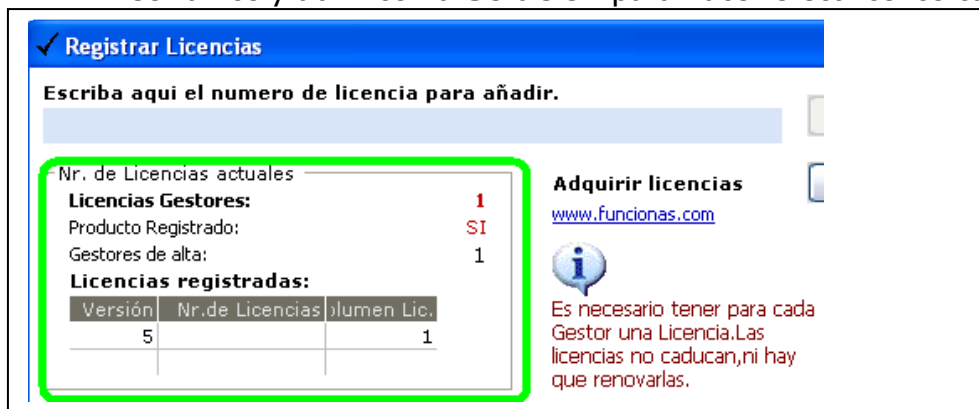 Registrar Licencias
Escriba aqui el numero de licencia para añadir.
Nr. de Licencias actuales
Licencias Gestores: 1
Producto Registrado: SI
Gestores de alta: 1
Licencias registradas:
Versión Nr.de Licencias Lic.
5 1
Adquirir licencias
www.funcionas.com
Es necesario tener para cada
Gestor una Licencia.Las
licencias no caducan,ni hay
que renovarlas.